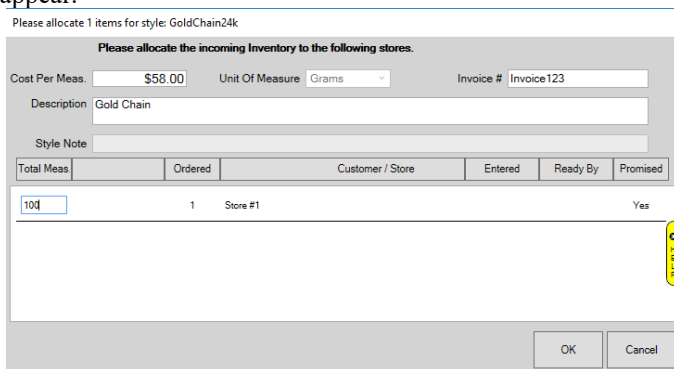 appear.
Please allocate 1 items for style: GoldChain24k
Please allocate the incoming Inventory to the following stores.
Cost Per Meas. $58.00 Unit Of Measure Grams Invoice # Invoice123
Description Gold Chain
Style Note
Total Meas. Ordered Customer / Store Entered Ready By Promised
100 1 Store #1 Yes
OK Cancel